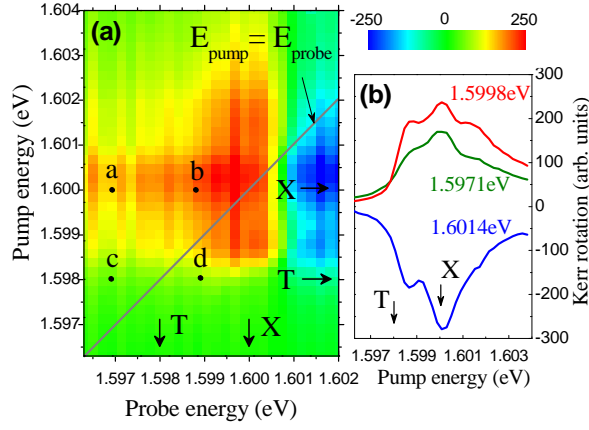 -250 0 250
(a)
E_pump = E_probe
1.604
1.603
1.602
1.601
1.600
1.599
1.598
1.597
Pump energy (eV)
a
b
c
d
X
T
T
X
1.597 1.598 1.599 1.600 1.601 1.602
Probe energy (eV)
(b)
1.5998eV
1.5971eV
1.6014eV
X
T
300
200
100
0
-100
-200
-300
Kerr rotation (arb. units)
1.597 1.599 1.601 1.603
Pump energy (eV)